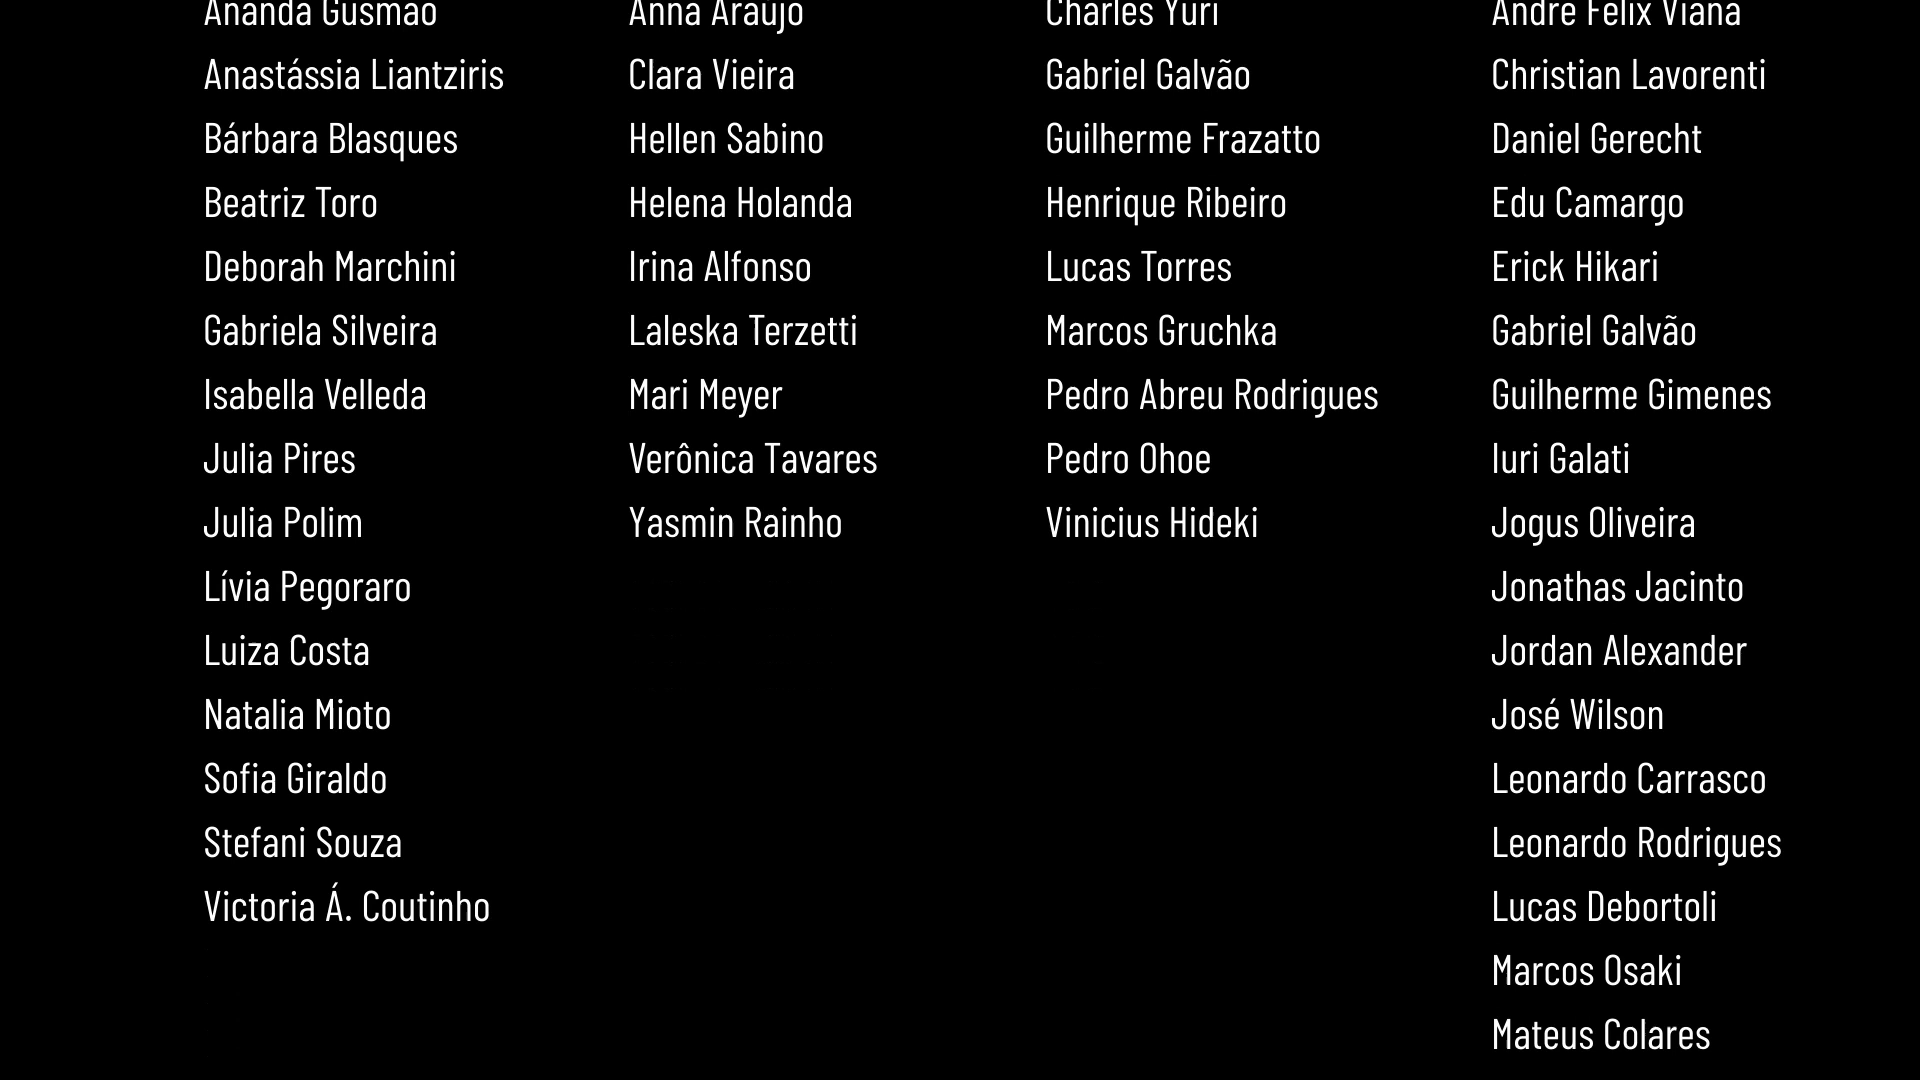 Ananda Gusmão
Anastássia Liantziris
Bárbara Blasques
Beatriz Toro
Deborah Marchini
Gabriela Silveira
Isabella Velleda
Julia Pires
Julia Polim
Lívia Pegoraro
Luiza Costa
Natalia Mioto
Sofia Giraldo
Stefani Souza
Victoria Á. Coutinho
Anna Araujo
Clara Vieira
Hellen Sabino
Helena Holanda
Irina Alfonso
Laleska Terzetti
Mari Meyer
Verônica Tavares
Yasmin Rainho
Charles Yuri
Gabriel Galvão
Guilherme Frazatto
Henrique Ribeiro
Lucas Torres
Marcos Gruchka
Pedro Abreu Rodrigues
Pedro Ohoe
Vinicius Hideki
André Felix Viana
Christian Lavorenti
Daniel Gerecht
Edu Camargo
Erick Hikari
Gabriel Galvão
Guilherme Gimenes
Iuri Galati
Jogus Oliveira
Jonathas Jacinto
Jordan Alexander
José Wilson
Leonardo Carrasco
Leonardo Rodrigues
Lucas Debortoli
Marcos Osaki
Mateus Colares